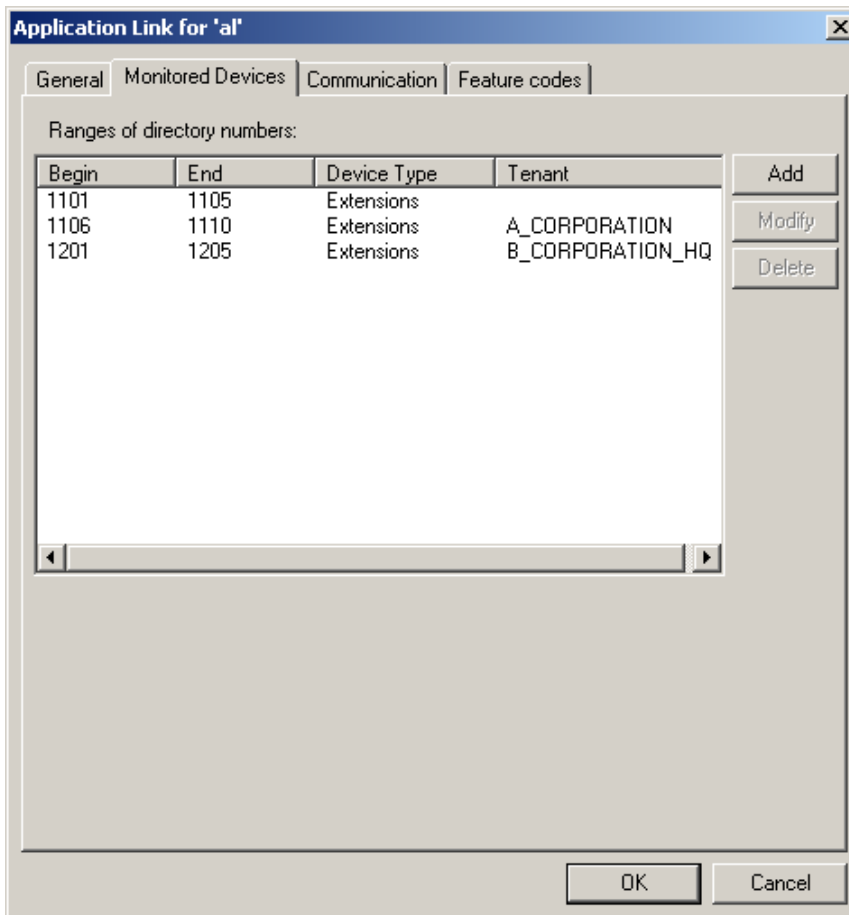 Application Link for 'al'
General Monitored Devices Communication Feature codes
Ranges of directory numbers:
Begin End Device Type Tenant Add
1101 1105 Extensions
1106 1110 Extensions A_CORPORATION Modify
1201 1205 Extensions B_CORPORATION_HQ
Delete
OK Cancel